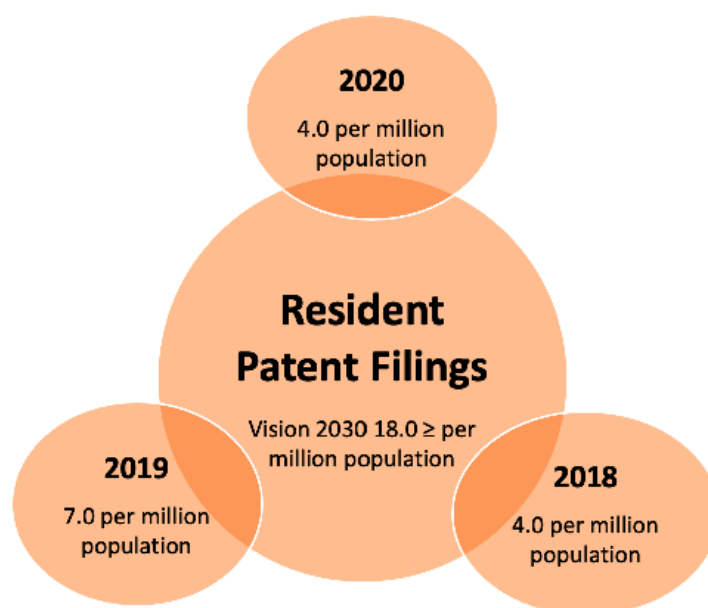 2020
4.0 per million
population
Resident
Patent Filings
Vision 2030 18.0 ≥ per
million population
2019
7.0 per million
population
2018
4.0 per million
population